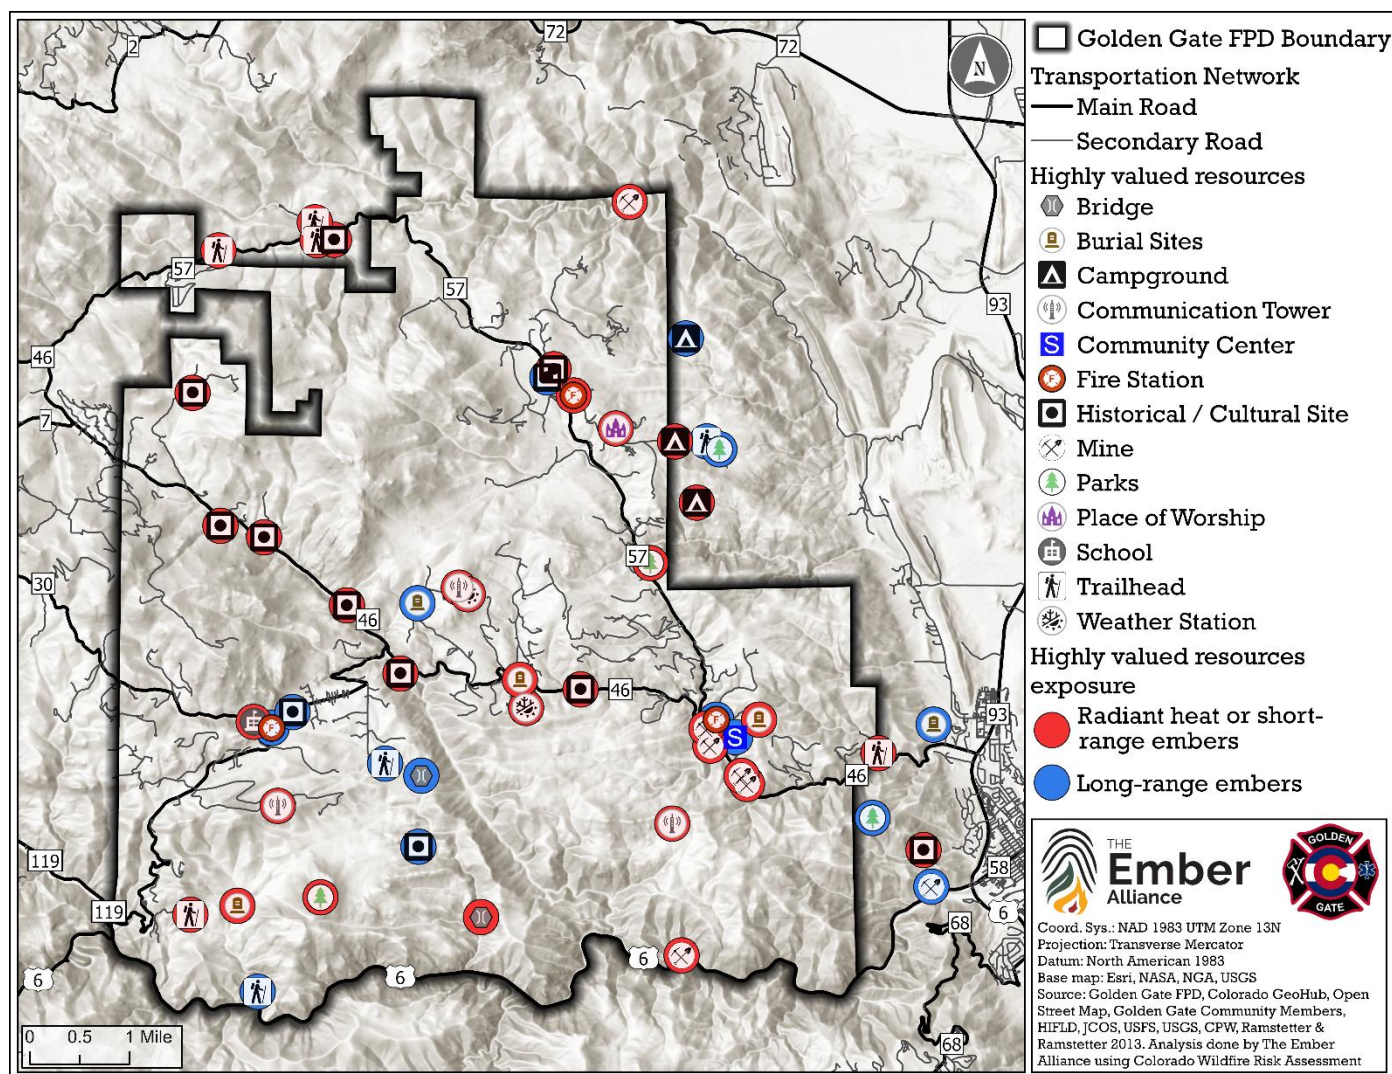 2
72
72
57
57
93
46
7
57
30
46
46
93
46
119
119
58
6
68
6
6
6
68
N
F
F
F
S
0 0.5 1 Mile
Golden Gate FPD Boundary
Transportation Network
Main Road
Secondary Road
Highly valued resources
Bridge
Burial Sites
Campground
Communication Tower
S Community Center
F Fire Station
Historical / Cultural Site
Mine
Parks
Place of Worship
School
Trailhead
Weather Station
Highly valued resources
exposure
Radiant heat or short-
range embers
Long-range embers
THE
Ember
Alliance
GOLDEN
C
GATE
Coord. Sys.: NAD 1983 UTM Zone 13N
Projection: Transverse Mercator
Datum: North American 1983
Base map: Esri, NASA, NGA, USGS
Source: Golden Gate FPD, Colorado GeoHub, Open
Street Map, Golden Gate Community Members,
HIFLD, JCOS, USFS, USGS, CPW, Ramstetter &
Ramstetter 2013. Analysis done by The Ember
Alliance using Colorado Wildfire Risk Assessment